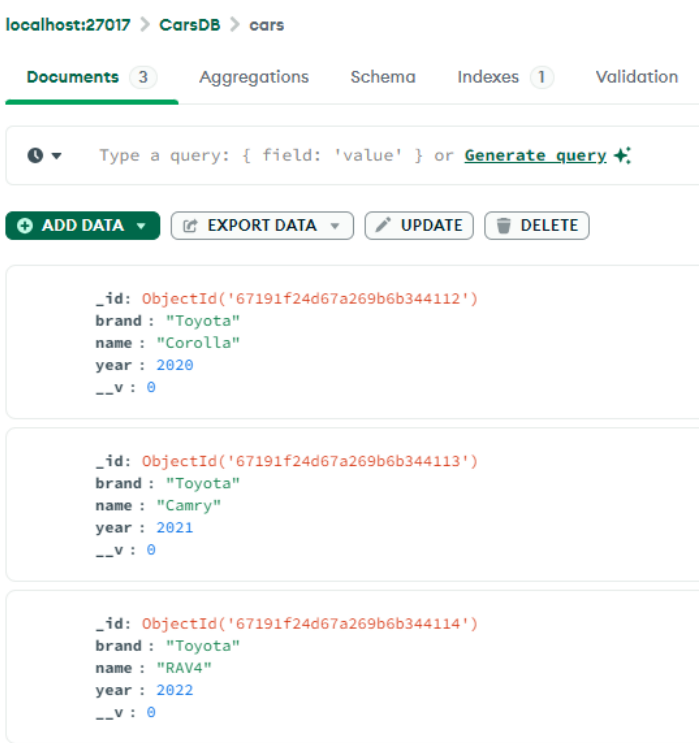 localhost:27017 > CarsDB > cars
Documents 3 Aggregations Schema Indexes 1 Validation
Type a query: { field: 'value' } or Generate query
ADD DATA EXPORT DATA UPDATE DELETE
_id: ObjectId('67191f24d67a269b6b344112')
brand : "Toyota"
name : "Corolla"
year : 2020
__v : 0
_id: ObjectId('67191f24d67a269b6b344113')
brand : "Toyota"
name : "Camry"
year : 2021
__v : 0
_id: ObjectId('67191f24d67a269b6b344114')
brand : "Toyota"
name : "RAV4"
year : 2022
__v : 0